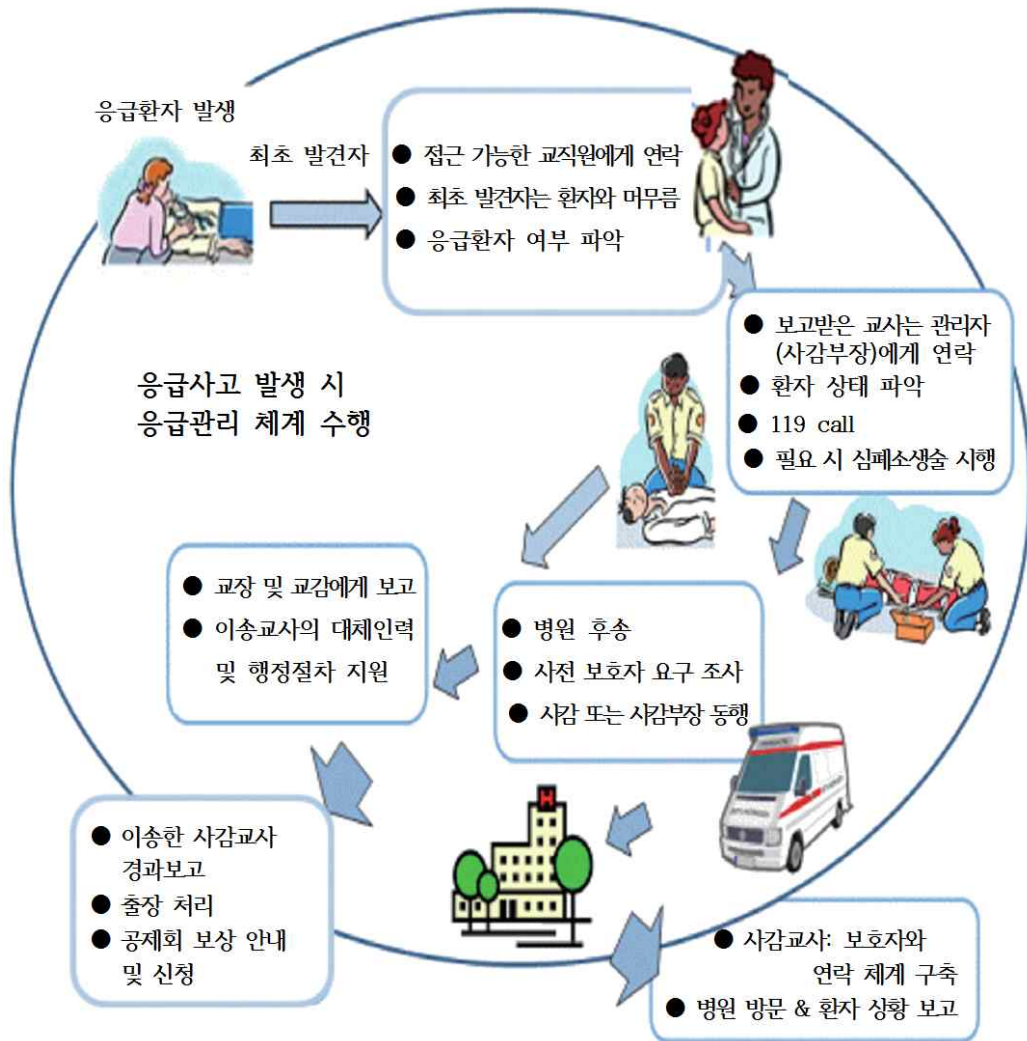 응급환자 발생
최초 발견자
● 접근 가능한 교직원에게 연락
● 최초 발견자는 환자와 머무름
● 응급환자 여부 파악
● 보고받은 교사는 관리자
(사감부장)에게 연락
● 환자 상태 파악
● 119 call
● 필요 시 심폐소생술 시행
응급사고 발생 시
응급관리 체계 수행
● 교장 및 교감에게 보고
● 이송교사의 대체인력
및 행정절차 지원
● 병원 후송
● 사전 보호자 요구 조사
● 사감 또는 사감부장 동행
H
● 이송한 사감교사
경과보고
● 출장 처리
● 공제회 보상 안내
및 신청
● 사감교사: 보호자와
연락 체계 구축
● 병원 방문 & 환자 상황 보고